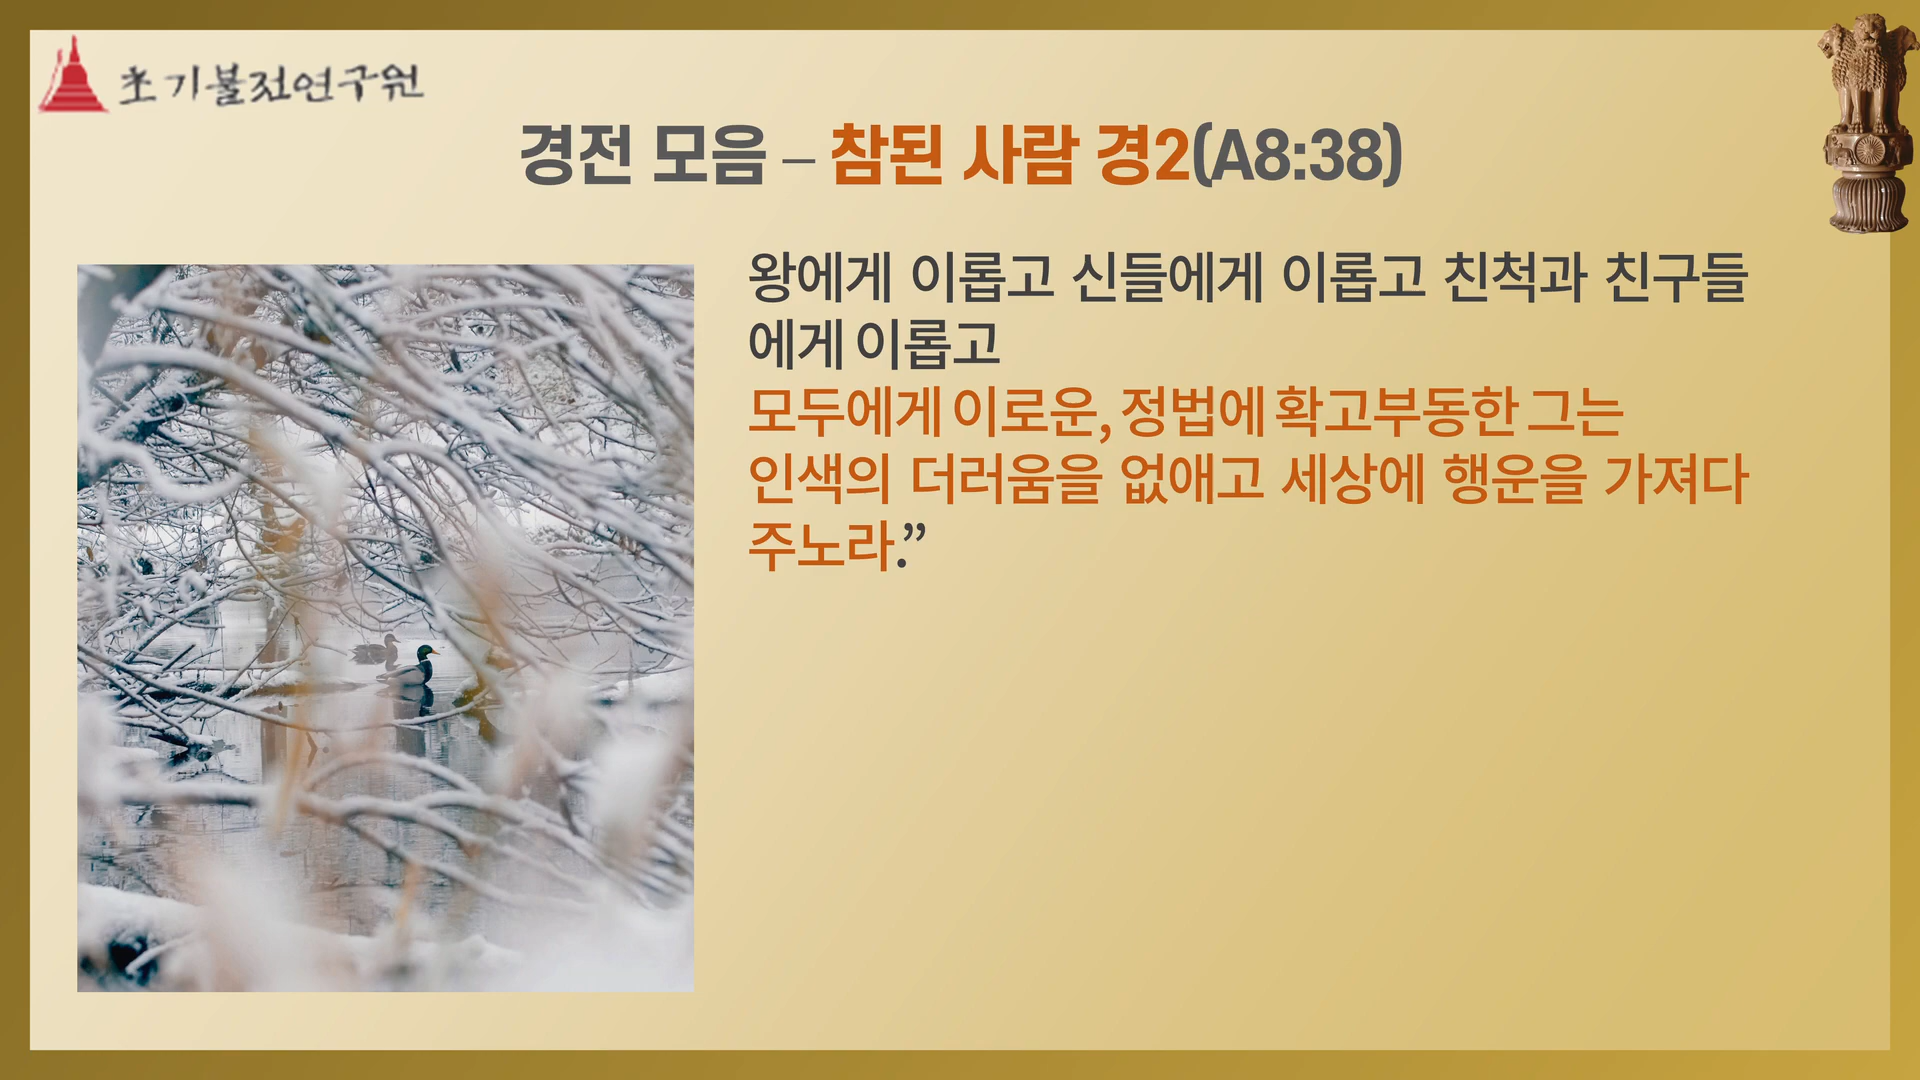 초기불전연구원
경전 모음 – 참된 사람 경2(A8:38)
왕에게 이롭고 신들에게 이롭고 친척과 친구들
에게 이롭고
모두에게 이로운, 정법에 확고부동한 그는
인색의 더러움을 없애고 세상에 행운을 가져다
주노라.”